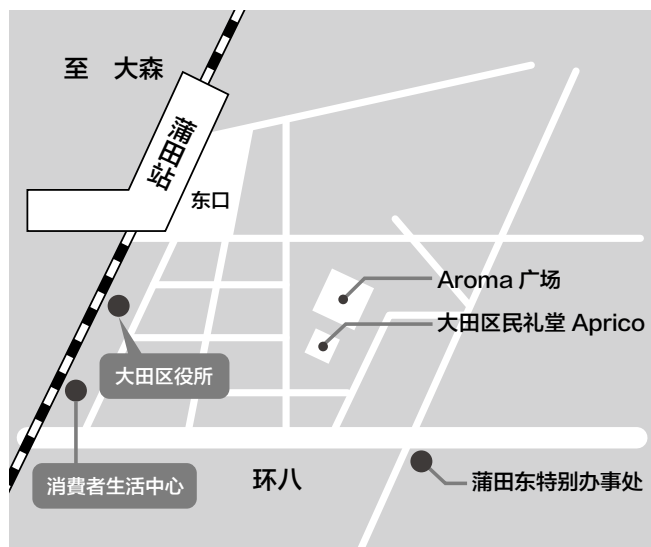 至　大森
蒲田站
东口
Aroma 广场
大田区民礼堂 Aprico
大田区役所
消費者生活中心
环八
蒲田东特别办事处